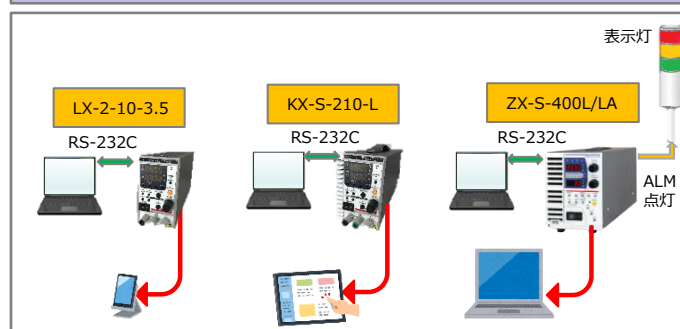 表示灯
LX-2-10-3.5
KX-S-210-L
ZX-S-400L/LA
RS-232C
RS-232C
RS-232C
ALM
点灯